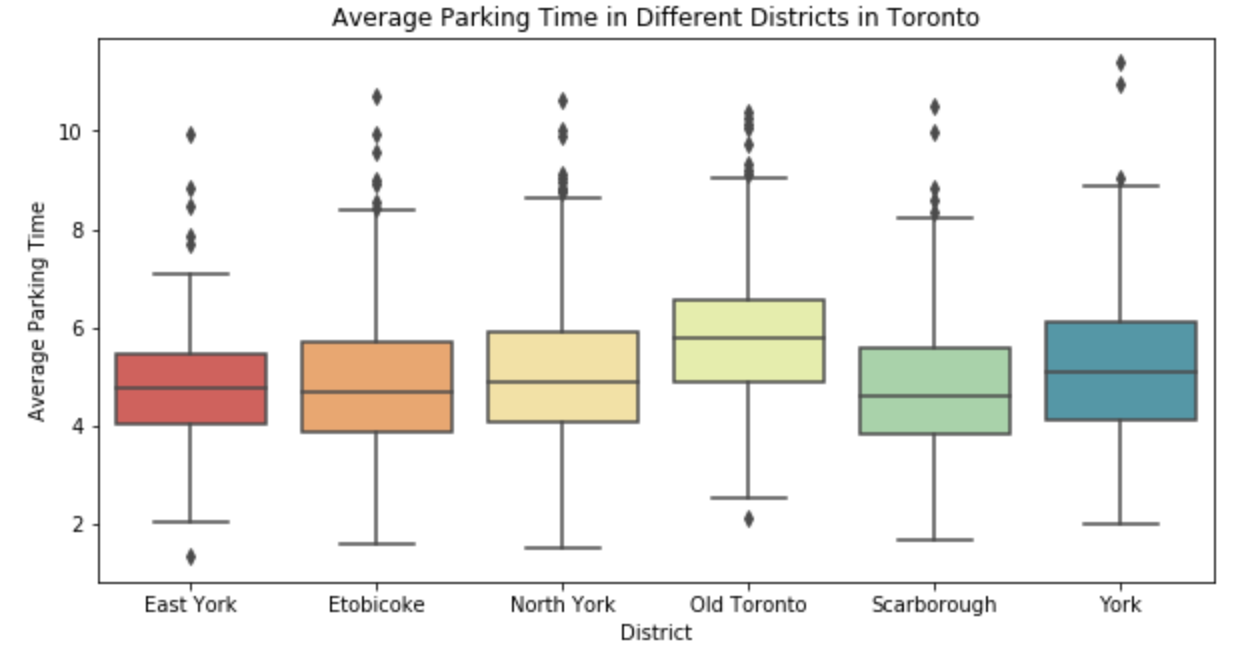 Average Parking Time in Different Districts in Toronto
Average Parking Time
10
8
6
4
2
East York Etobicoke North York Old Toronto Scarborough York
District